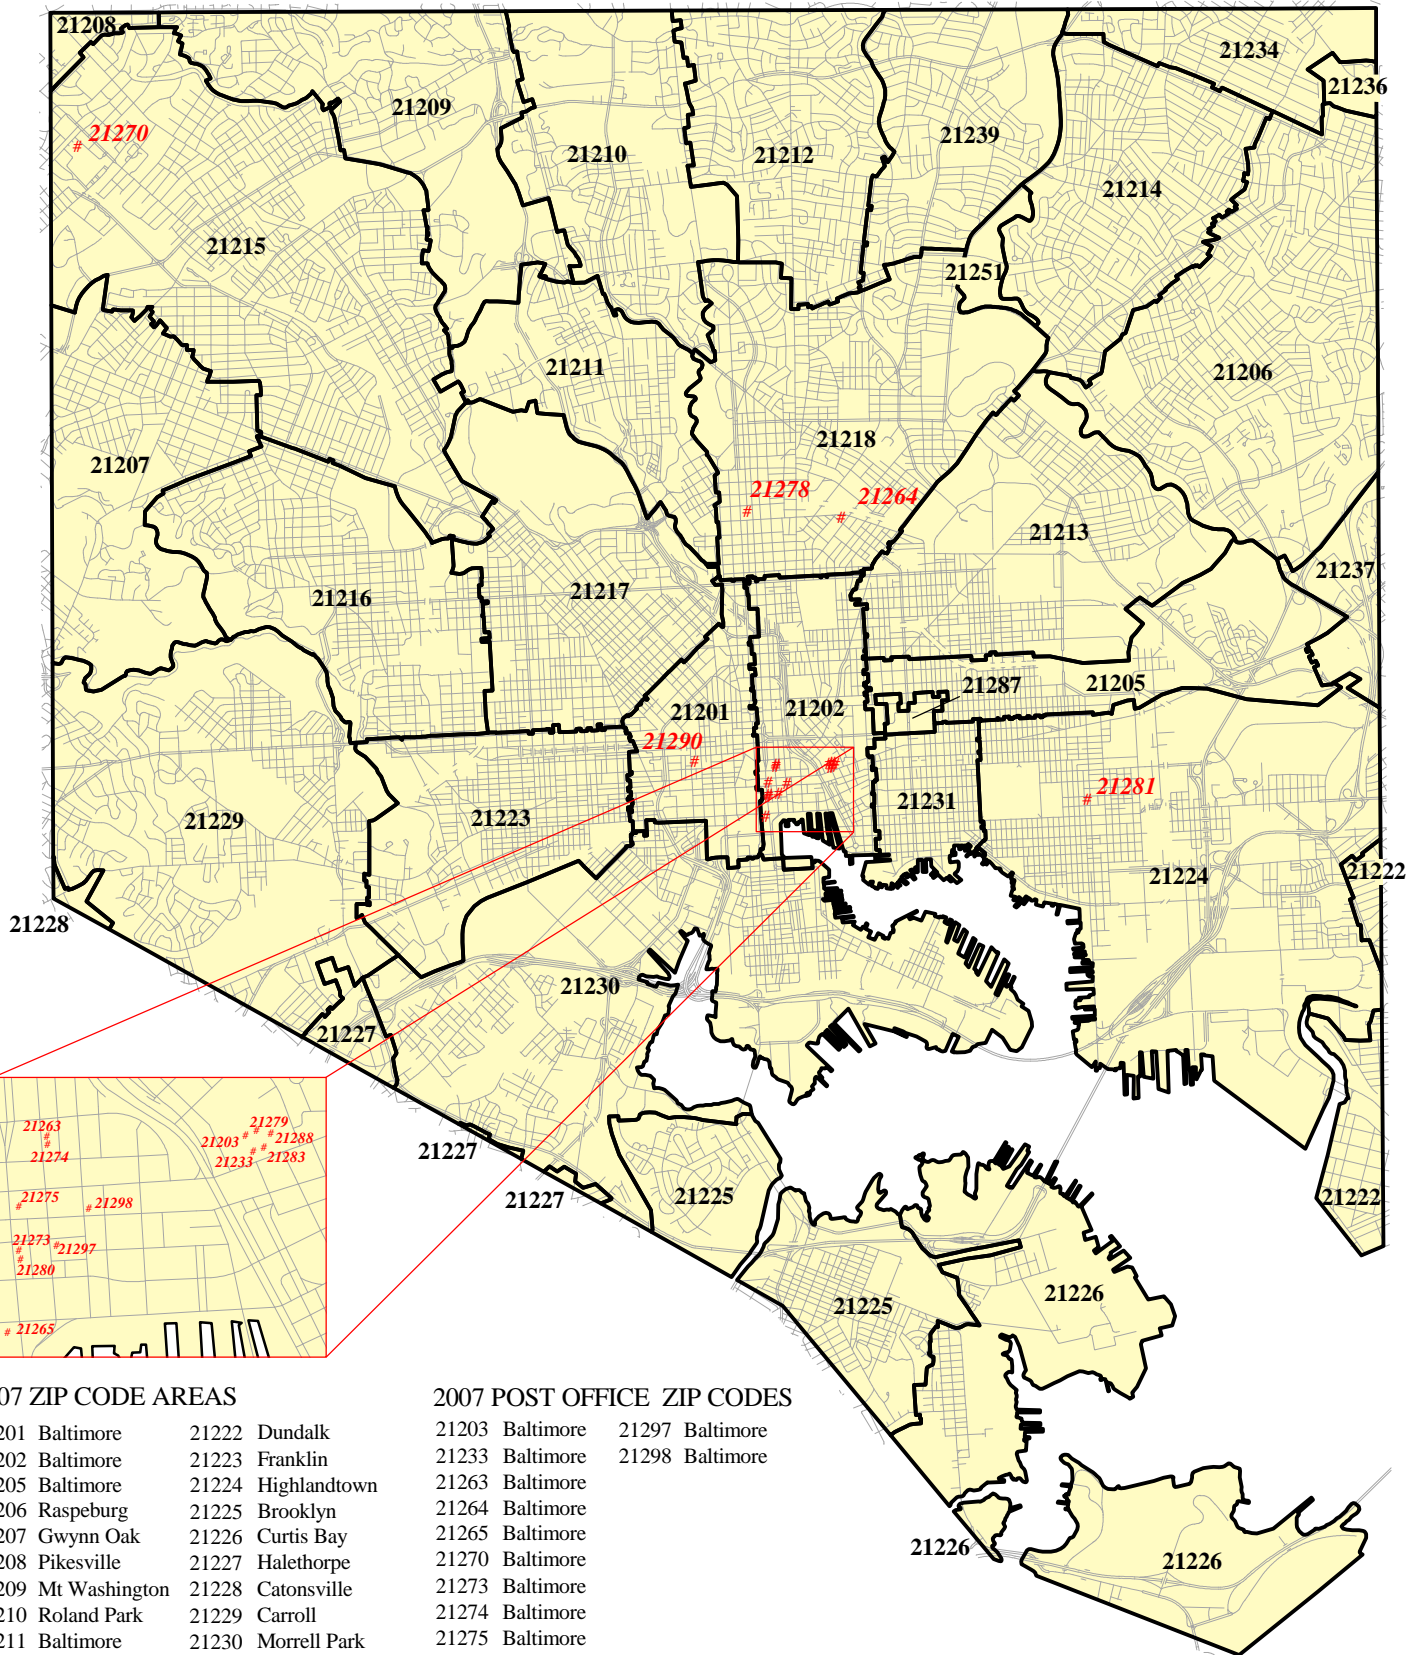 21208
21234
21236
21209
21270
21210
21212
21239
21214
21215
21251
21211
21206
21207
21218
21278
21264
21213
21237
21216
21217
21287
21205
21201
21202
21290
21281
21231
21229
21223
21224
21222
21228
21230
21227
21227
21227
21225
21222
21225
21226
21226
21226
21263
21274
21203
21279
21288
21233
21283
21275
21298
21273
21297
21280
21265
07 ZIP CODE AREAS
201 Baltimore
202 Baltimore
205 Baltimore
206 Raspeburg
207 Gwynn Oak
208 Pikesville
209 Mt Washington
210 Roland Park
211 Baltimore
21222 Dundalk
21223 Franklin
21224 Highlandtown
21225 Brooklyn
21226 Curtis Bay
21227 Halethorpe
21228 Catonsville
21229 Carroll
21230 Morrell Park
2007 POST OFFICE ZIP CODES
21203 Baltimore
21233 Baltimore
21263 Baltimore
21264 Baltimore
21265 Baltimore
21270 Baltimore
21273 Baltimore
21274 Baltimore
21275 Baltimore
21297 Baltimore
21298 Baltimore